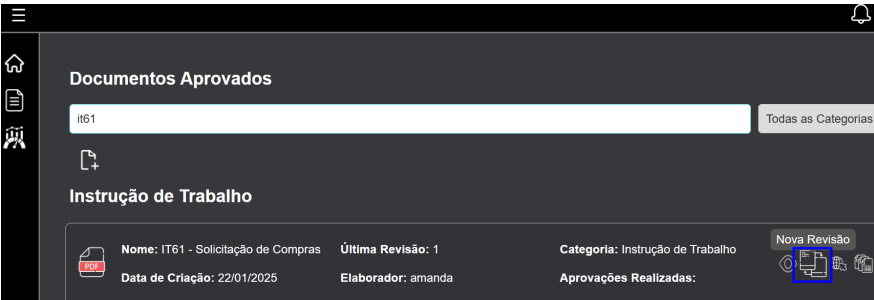 Documentos Aprovados
it61
Todas as Categorias
Instrução de Trabalho
Nova Revisão
PDF
Nome: IT61 - Solicitação de Compras Última Revisão: 1 Categoria: Instrução de Trabalho
Data de Criação: 22/01/2025 Elaborador: amanda Aprovações Realizadas: